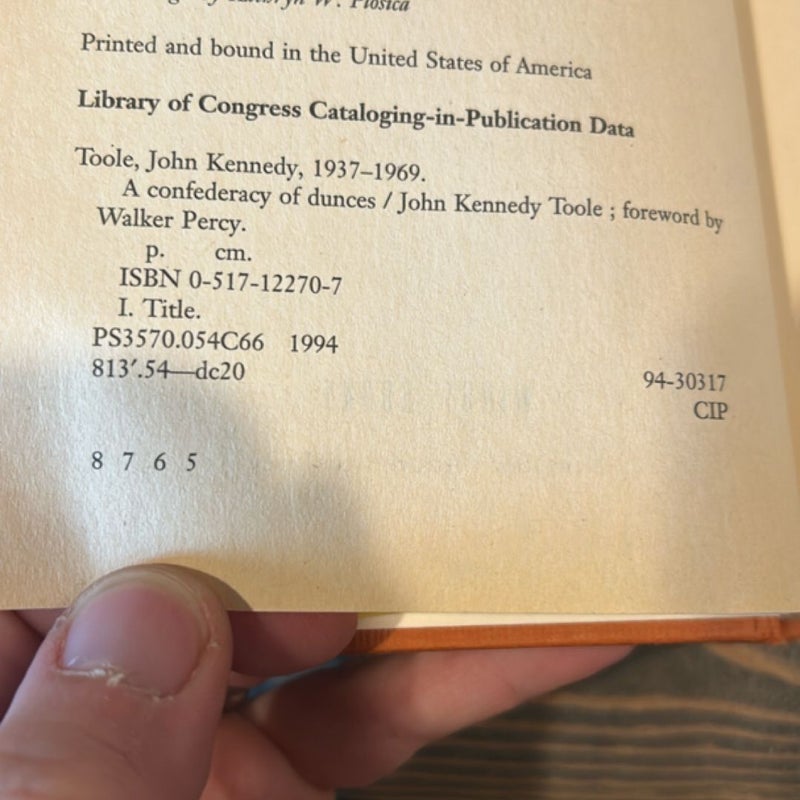 W. Plosica
Printed and bound in the United States of America
Library of Congress Cataloging-in-Publication Data
Toole, John Kennedy, 1937–1969.
A confederacy of dunces / John Kennedy Toole ; foreword by
Walker Percy.
p. cm.
ISBN 0-517-12270-7
I. Title.
PS3570.054C66 1994
813′.54—dc20 94-30317
CIP
8 7 6 5